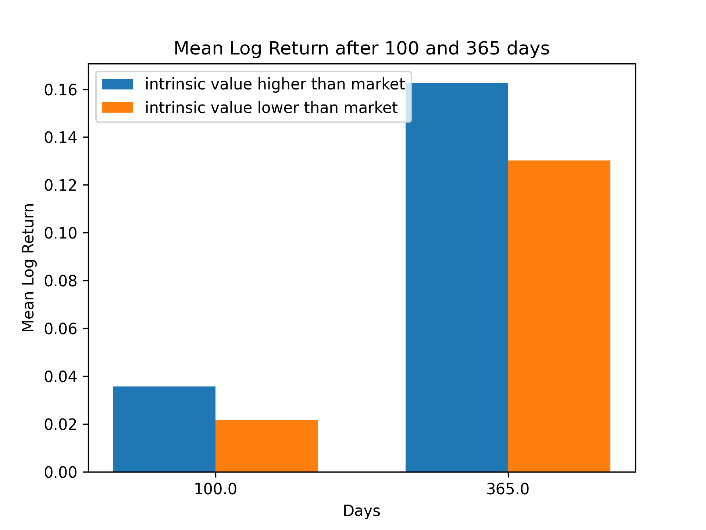 Mean Log Return after 100 and 365 days
intrinsic value higher than market
intrinsic value lower than market
Mean Log Return
0.16
0.14
0.12
0.10
0.08
0.06
0.04
0.02
0.00
100.0
365.0
Days